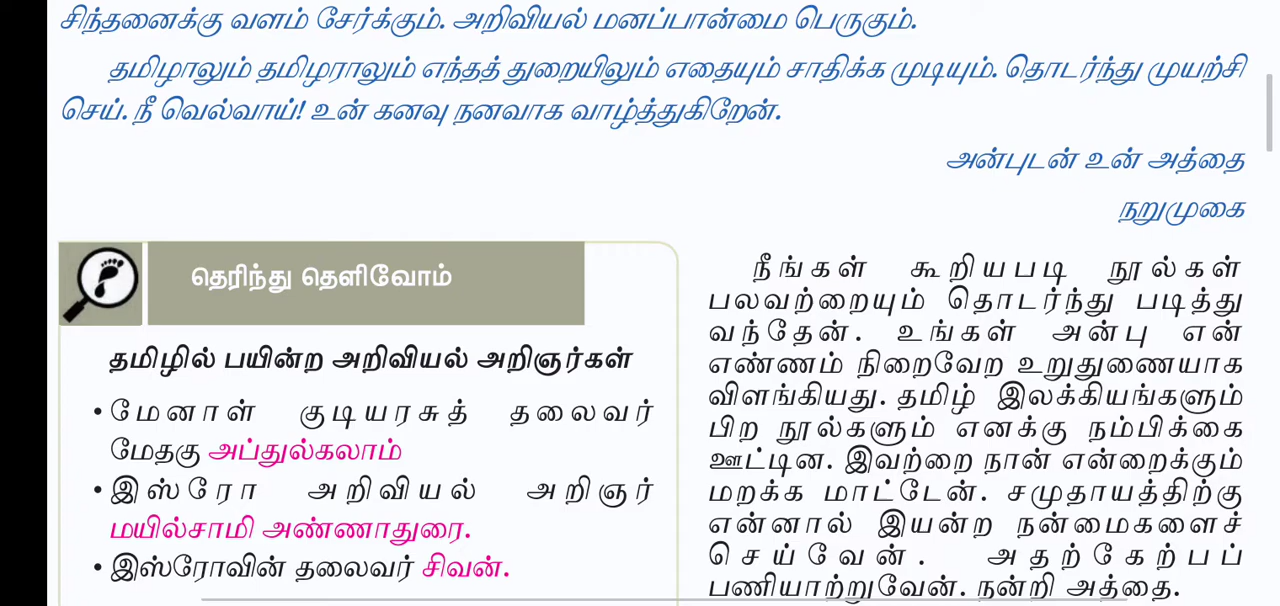 சிந்தனைக்கு வளம் சேர்க்கும். அறிவியல் மனப்பான்மை பெருகும்.
தமிழாலும் தமிழராலும் எந்தத் துறையிலும் எதையும் சாதிக்க முடியும். தொடர்ந்து முயற்சி
செய். நீ வெல்வாய்! உன் கனவு நனவாக வாழ்த்துகிறேன்.
அன்புடன் உன் அத்தை
நறுமுகை
தெரிந்து தெளிவோம்
தமிழில் பயின்ற அறிவியல் அறிஞர்கள்
• மேனாள் குடியரசுத் தலைவர்
மேதகு அப்துல்கலாம்
• இஸ்ரோ அறிவியல் அறிஞர்
மயில்சாமி அண்ணாதுரை.
• இஸ்ரோவின் தலைவர் சிவன்.
நீங்கள் கூறியபடி நூல்கள்
பலவற்றையும் தொடர்ந்து படித்து
வந்தேன். உங்கள் அன்பு என்
எண்ணம் நிறைவேற உறுதுணையாக
விளங்கியது. தமிழ் இலக்கியங்களும்
பிற நூல்களும் எனக்கு நம்பிக்கை
ஊட்டின. இவற்றை நான் என்றைக்கும்
மறக்க மாட்டேன். சமுதாயத்திற்கு
என்னால் இயன்ற நன்மைகளைச்
செய்வேன். அதற்கேற்பப்
பணியாற்றுவேன். நன்றி அத்தை.